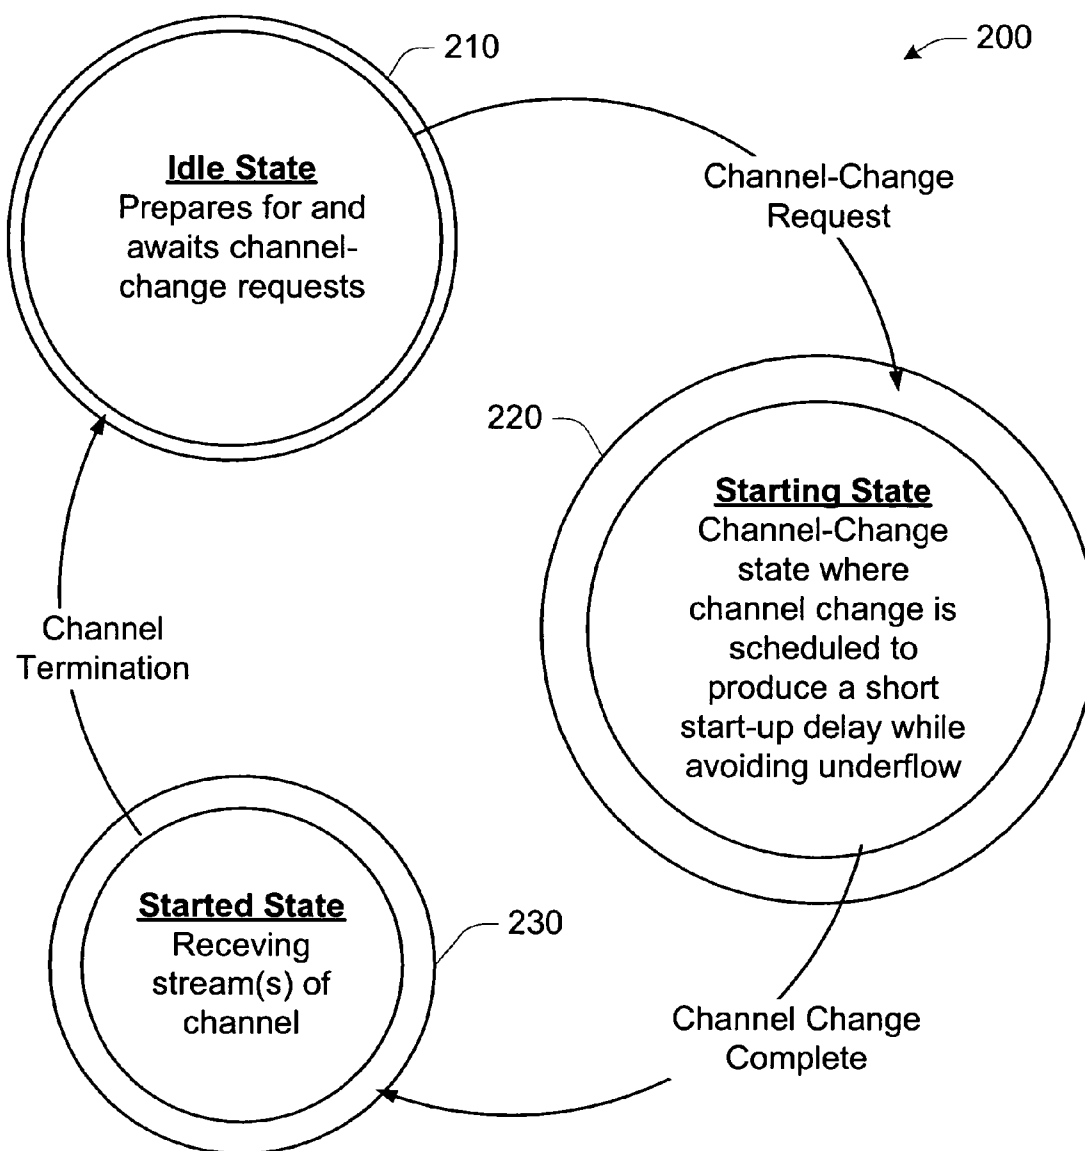 210
200
Idle State
Prepares for and
awaits channel-
change requests
Channel-Change
Request
220
Starting State
Channel-Change
state where
channel change is
scheduled to
produce a short
start-up delay while
avoiding underflow
Channel
Termination
Started State
Receving
stream(s) of
channel
230
Channel Change
Complete